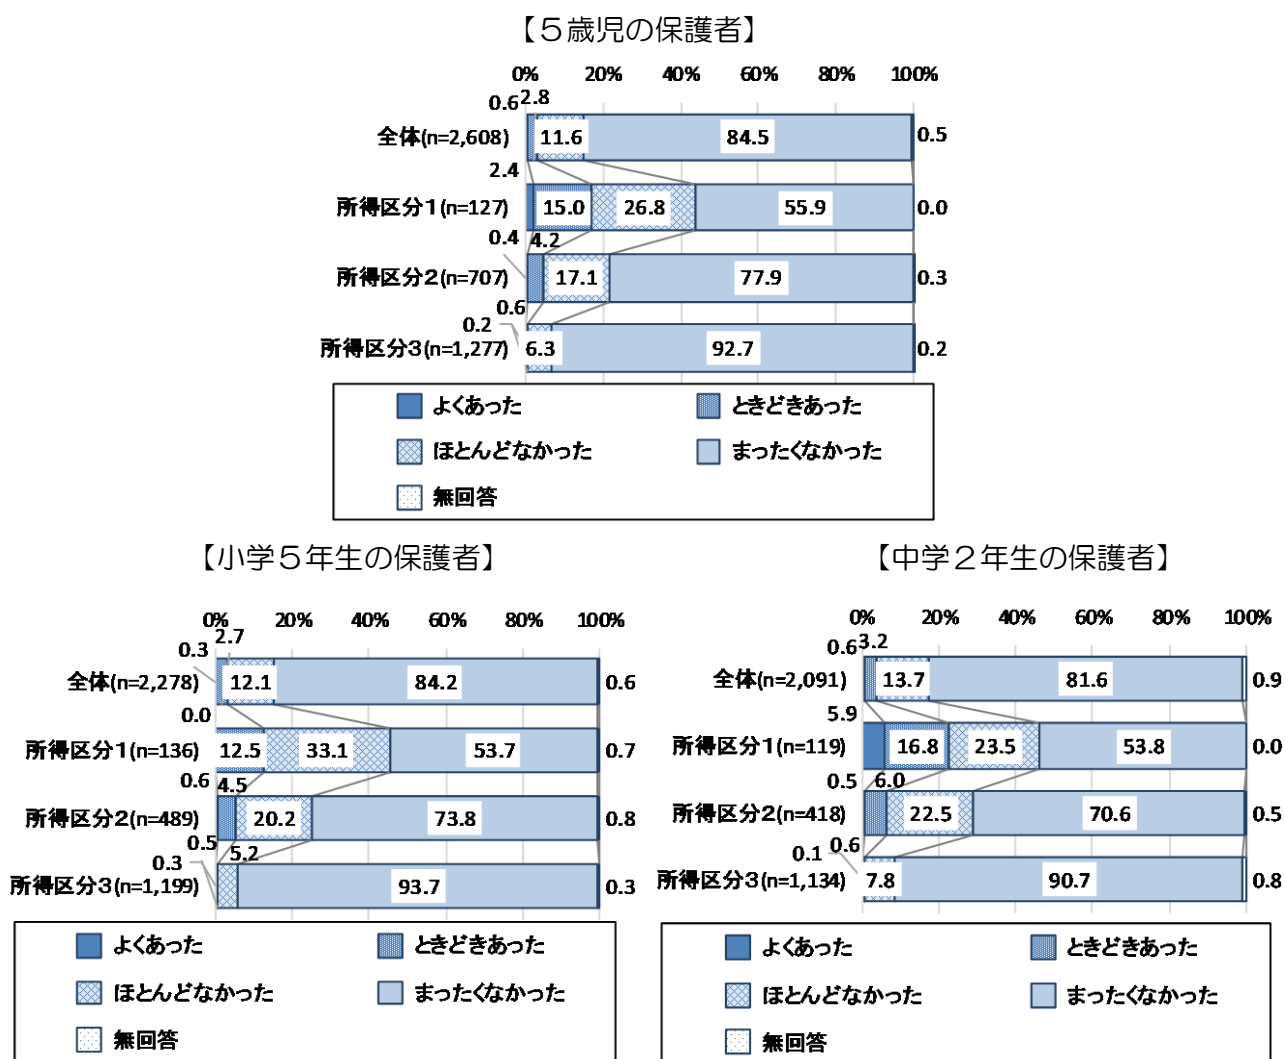 【５歳児の保護者】
0% 20% 40% 60% 80% 100%
0.6 2.8
全体(n=2,608) 11.6 84.5 0.5
2.4
所得区分１(n=127) 15.0 26.8 55.9 0.0
0.4 4.2
所得区分２(n=707) 17.1 77.9 0.3
0.6
0.2
所得区分３(n=1,277) 6.3 92.7 0.2
よくあった ときどきあった
ほとんどなかった まったくなかった
無回答
【小学５年生の保護者】
0% 20% 40% 60% 80% 100%
0.3 2.7
全体(n=2,278) 12.1 84.2 0.6
0.0
所得区分１(n=136) 12.5 33.1 53.7 0.7
0.6 4.5
所得区分２(n=489) 20.2 73.8 0.8
0.5 5.2
0.3
所得区分３(n=1,199) 93.7 0.3
よくあった ときどきあった
ほとんどなかった まったくなかった
無回答
【中学２年生の保護者】
0% 20% 40% 60% 80% 100%
0.6 3.2
全体(n=2,091) 13.7 81.6 0.9
5.9
所得区分１(n=119) 16.8 23.5 53.8 0.0
0.5 6.0
所得区分２(n=418) 22.5 70.6 0.5
0.6
0.1
所得区分３(n=1,134) 7.8 90.7 0.8
よくあった ときどきあった
ほとんどなかった まったくなかった
無回答